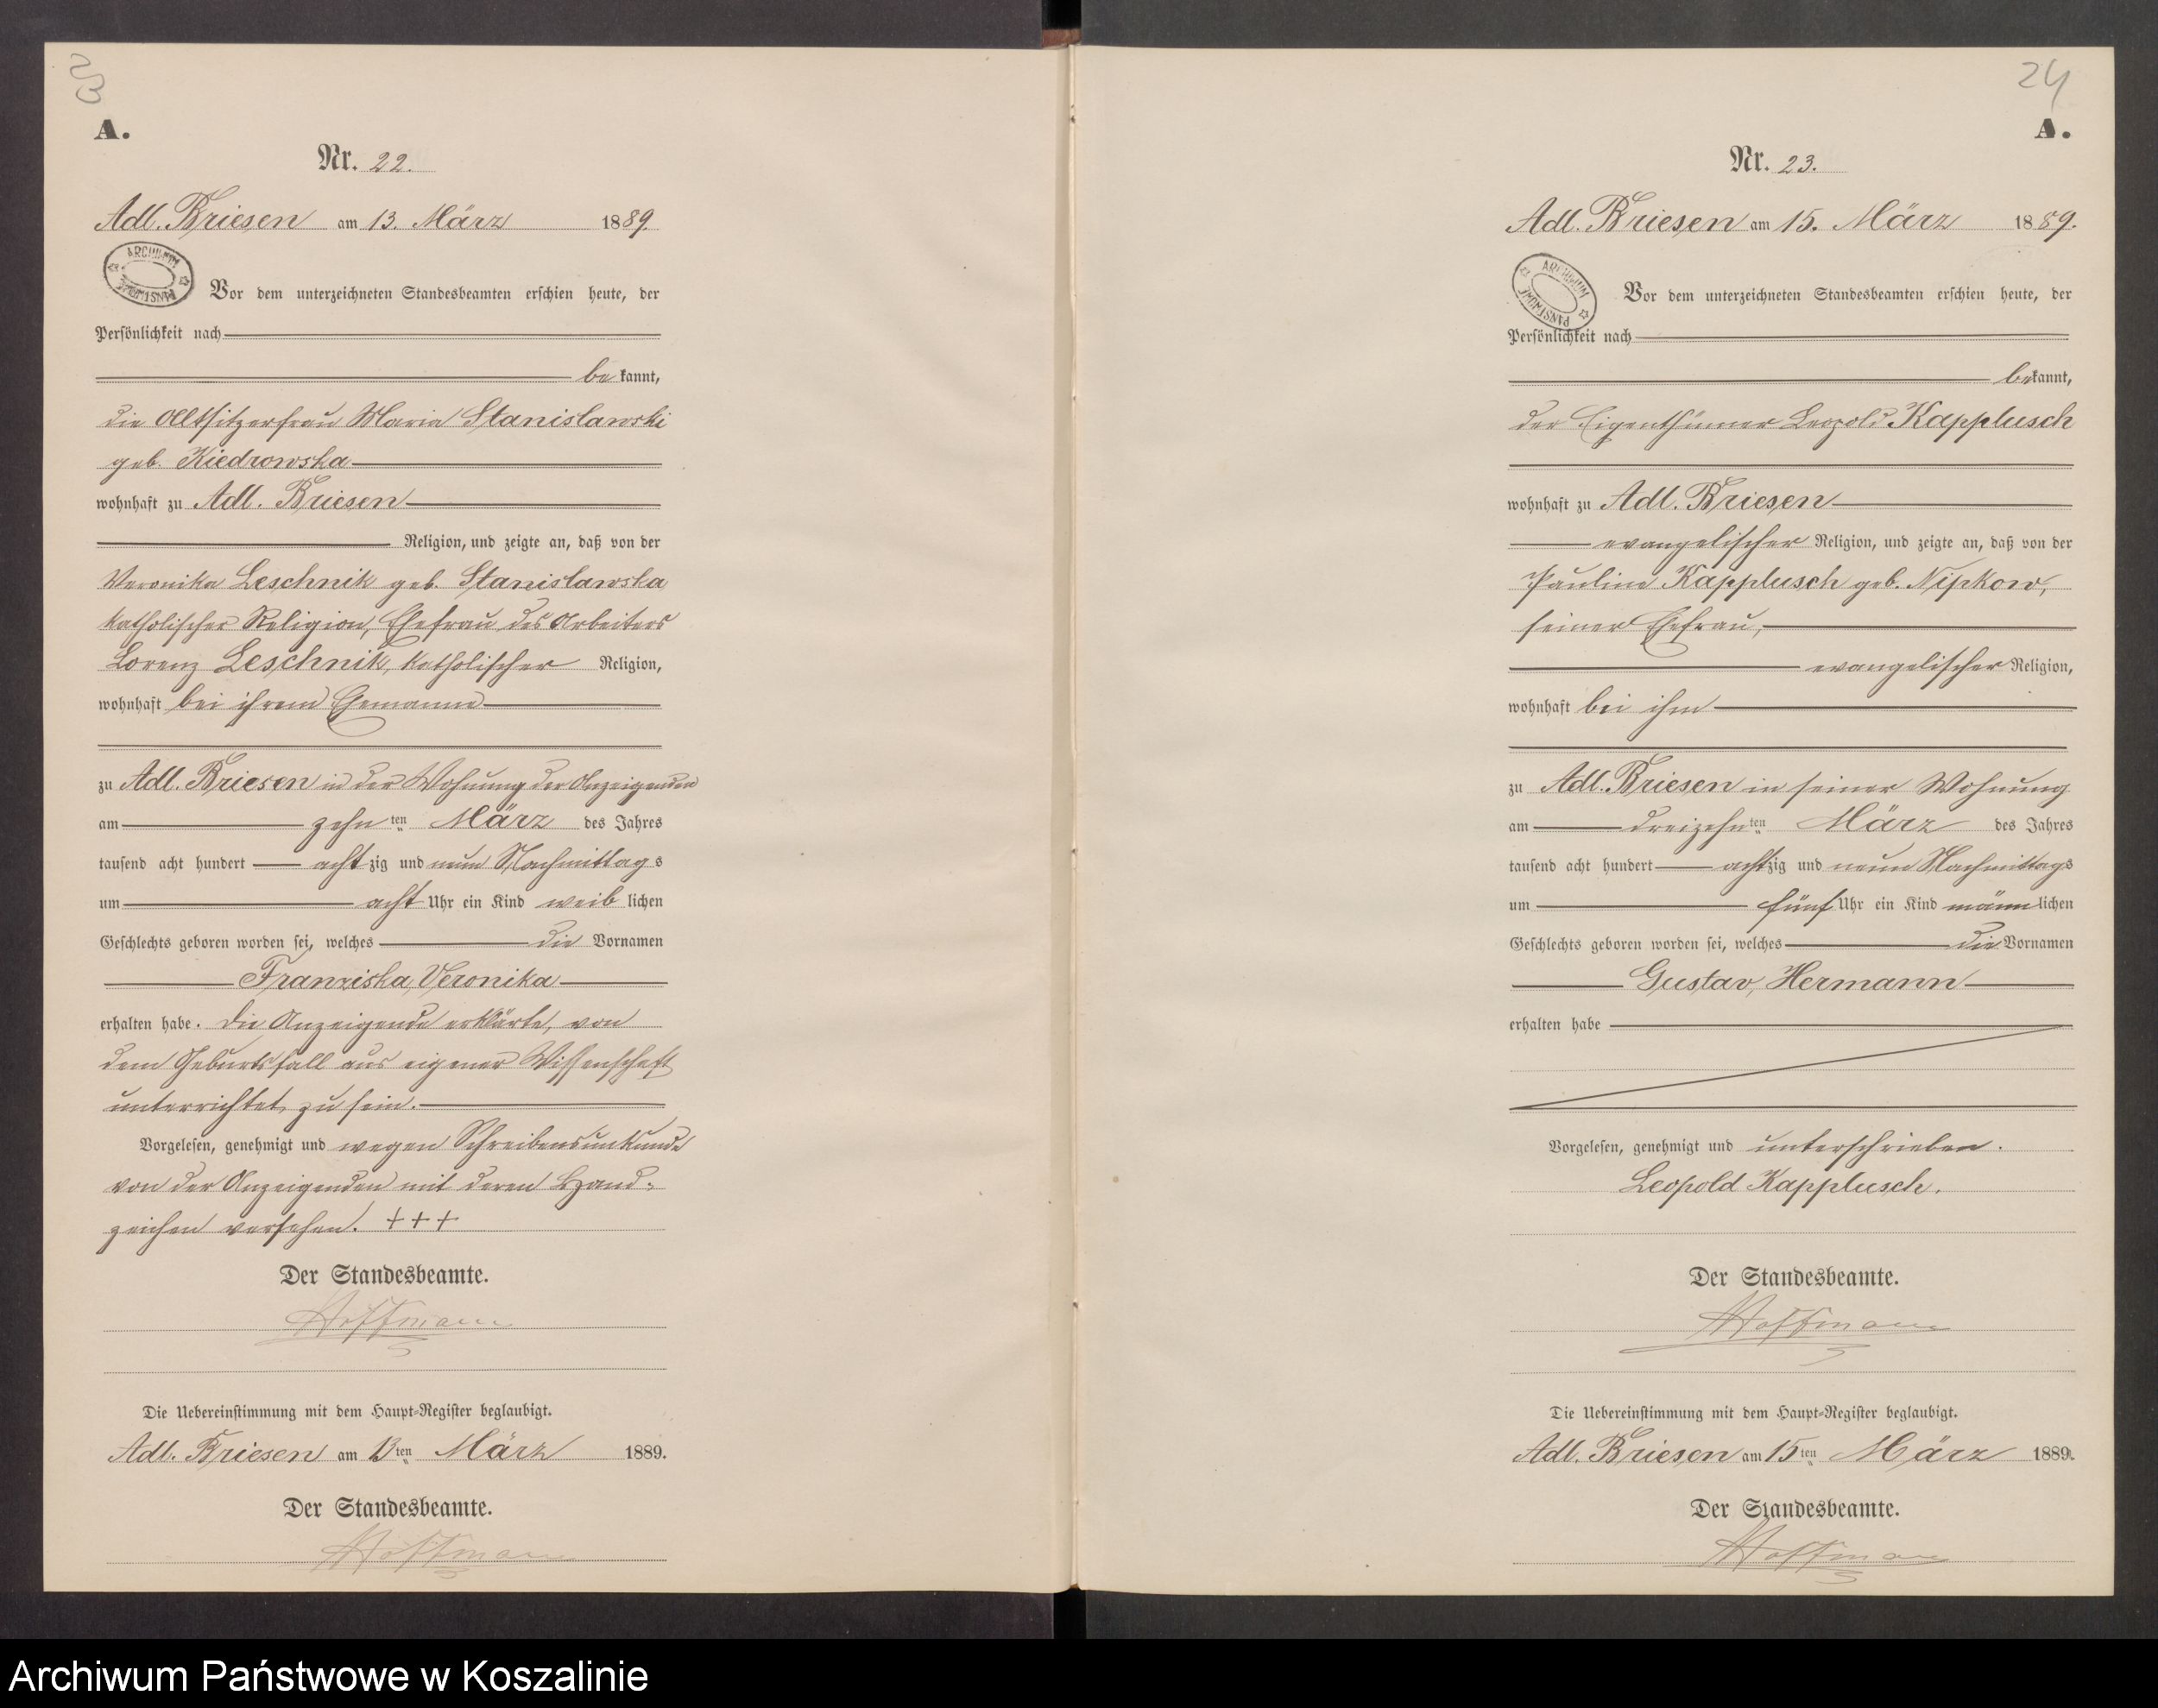 23
A.
Nr. 22.
Adl. Briesen am 13. März 1889.
ARCHIWUM PAŃSTWOWE
Vor dem unterzeichneten Standesbeamten erschien heute, der
Persönlichkeit nach
bekannt,
die Altsitzerfrau Maria Stanislawski
geb. Kiedrowska
wohnhaft zu Adl. Briesen
Religion, und zeigte an, daß von der
Veronika Leschnik geb. Stanislawska
katholischer Religion, Ehefrau des Arbeiters
Lorenz Leschnik, katholischer Religion,
wohnhaft bei ihrem Ehemanne
zu Adl. Briesen in der Wohnung der Anzeigenden
am zehnten März des Jahres
tausend acht hundert achtzig und neun Nachmittags
um acht Uhr ein Kind weiblichen
Geschlechts geboren worden sei, welches die Vornamen
Franziska, Veronika
erhalten habe. Die Anzeigende erklärte, von
dem Geburtsfall aus eigener Wissenschaft
unterrichtet zu sein.
Vorgelesen, genehmigt und wegen Schreibensunkunde
von der Anzeigenden mit deren Hand-
zeichen versehen. +++
Der Standesbeamte.
Hoffmann
Die Uebereinstimmung mit dem Haupt-Register beglaubigt.
Adl. Briesen am 13ten März 1889.
Der Standesbeamte.
Hoffmann
24
A.
Nr. 23.
Adl. Briesen am 15. März 1889.
ARCHIWUM PAŃSTWOWE
Vor dem unterzeichneten Standesbeamten erschien heute, der
Persönlichkeit nach
bekannt,
der Eigenthümer Leopold Kapplusch
wohnhaft zu Adl. Briesen
evangelischer Religion, und zeigte an, daß von der
Pauline Kapplusch geb. Nipkow,
seiner Ehefrau,
evangelischer Religion,
wohnhaft bei ihm
zu Adl. Briesen in seiner Wohnung
am dreizehnten März des Jahres
tausend acht hundert achtzig und neun Nachmittags
um fünf Uhr ein Kind männlichen
Geschlechts geboren worden sei, welches die Vornamen
Gustav, Hermann
erhalten habe
Vorgelesen, genehmigt und unterschrieben.
Leopold Kapplusch.
Der Standesbeamte.
Hoffmann
Die Uebereinstimmung mit dem Haupt-Register beglaubigt.
Adl. Briesen am 15ten März 1889.
Der Standesbeamte.
Hoffmann
Archiwum Państwowe w Koszalinie